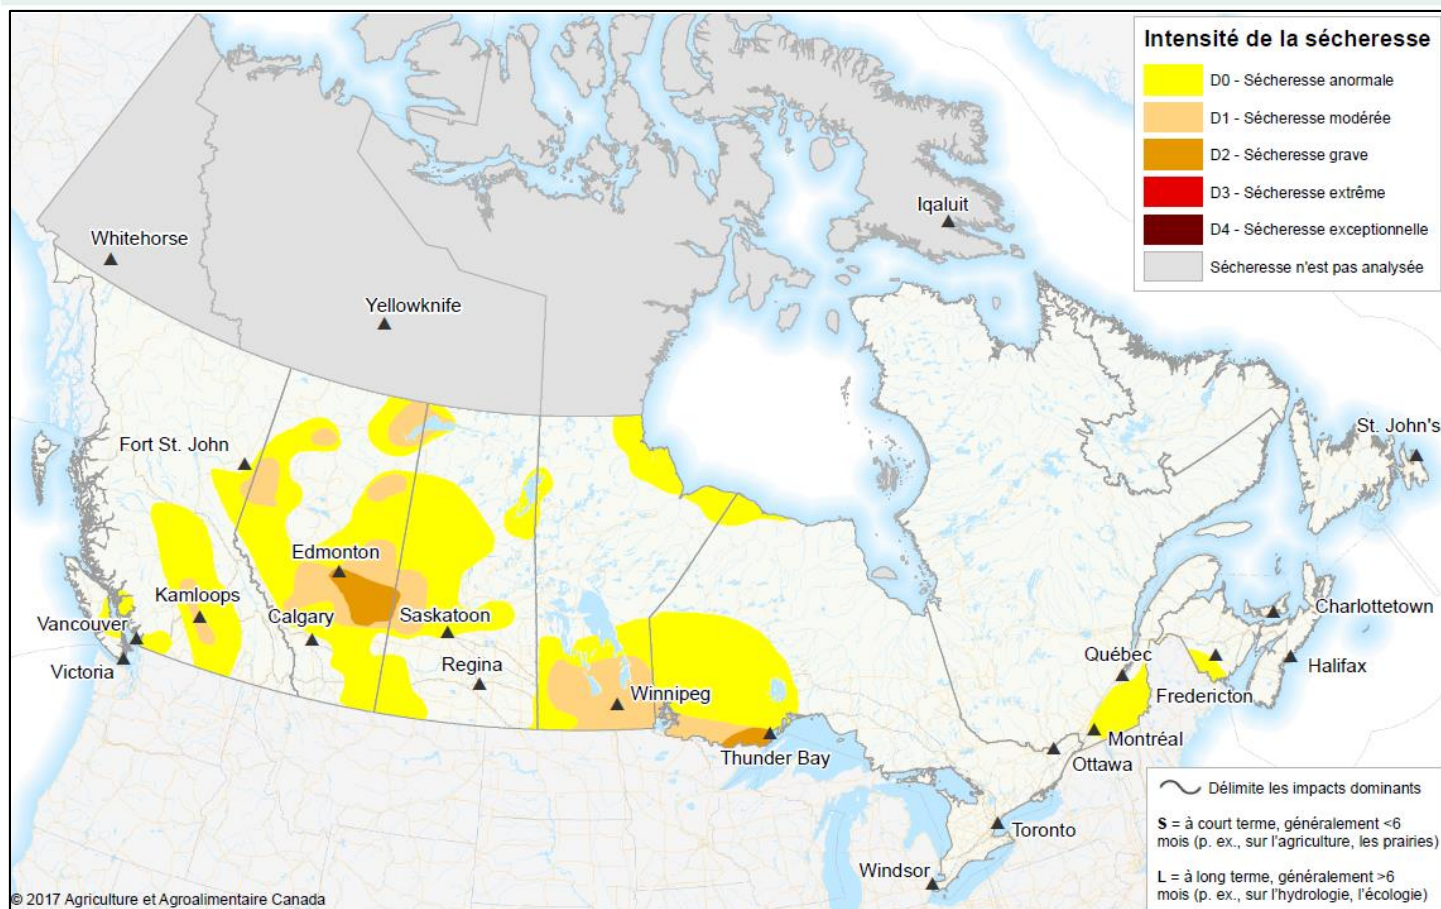 Intensité de la sécheresse
D0 - Sécheresse anormale
D1 - Sécheresse modérée
D2 - Sécheresse grave
D3 - Sécheresse extrême
D4 - Sécheresse exceptionnelle
Sécheresse n'est pas analysée
Iqaluit
Whitehorse
Yellowknife
St. John's
Fort St. John
Edmonton
Kamloops
Calgary
Saskatoon
Vancouver
Charlottetown
Victoria
Regina
Québec
Halifax
Winnipeg
Fredericton
Montréal
Thunder Bay
Ottawa
Toronto
Windsor
Délimite les impacts dominants
S = à court terme, généralement <6
mois (p. ex., sur l'agriculture, les prairies)
L = à long terme, généralement >6
mois (p. ex., sur l'hydrologie, l'écologie)
© 2017 Agriculture et Agroalimentaire Canada